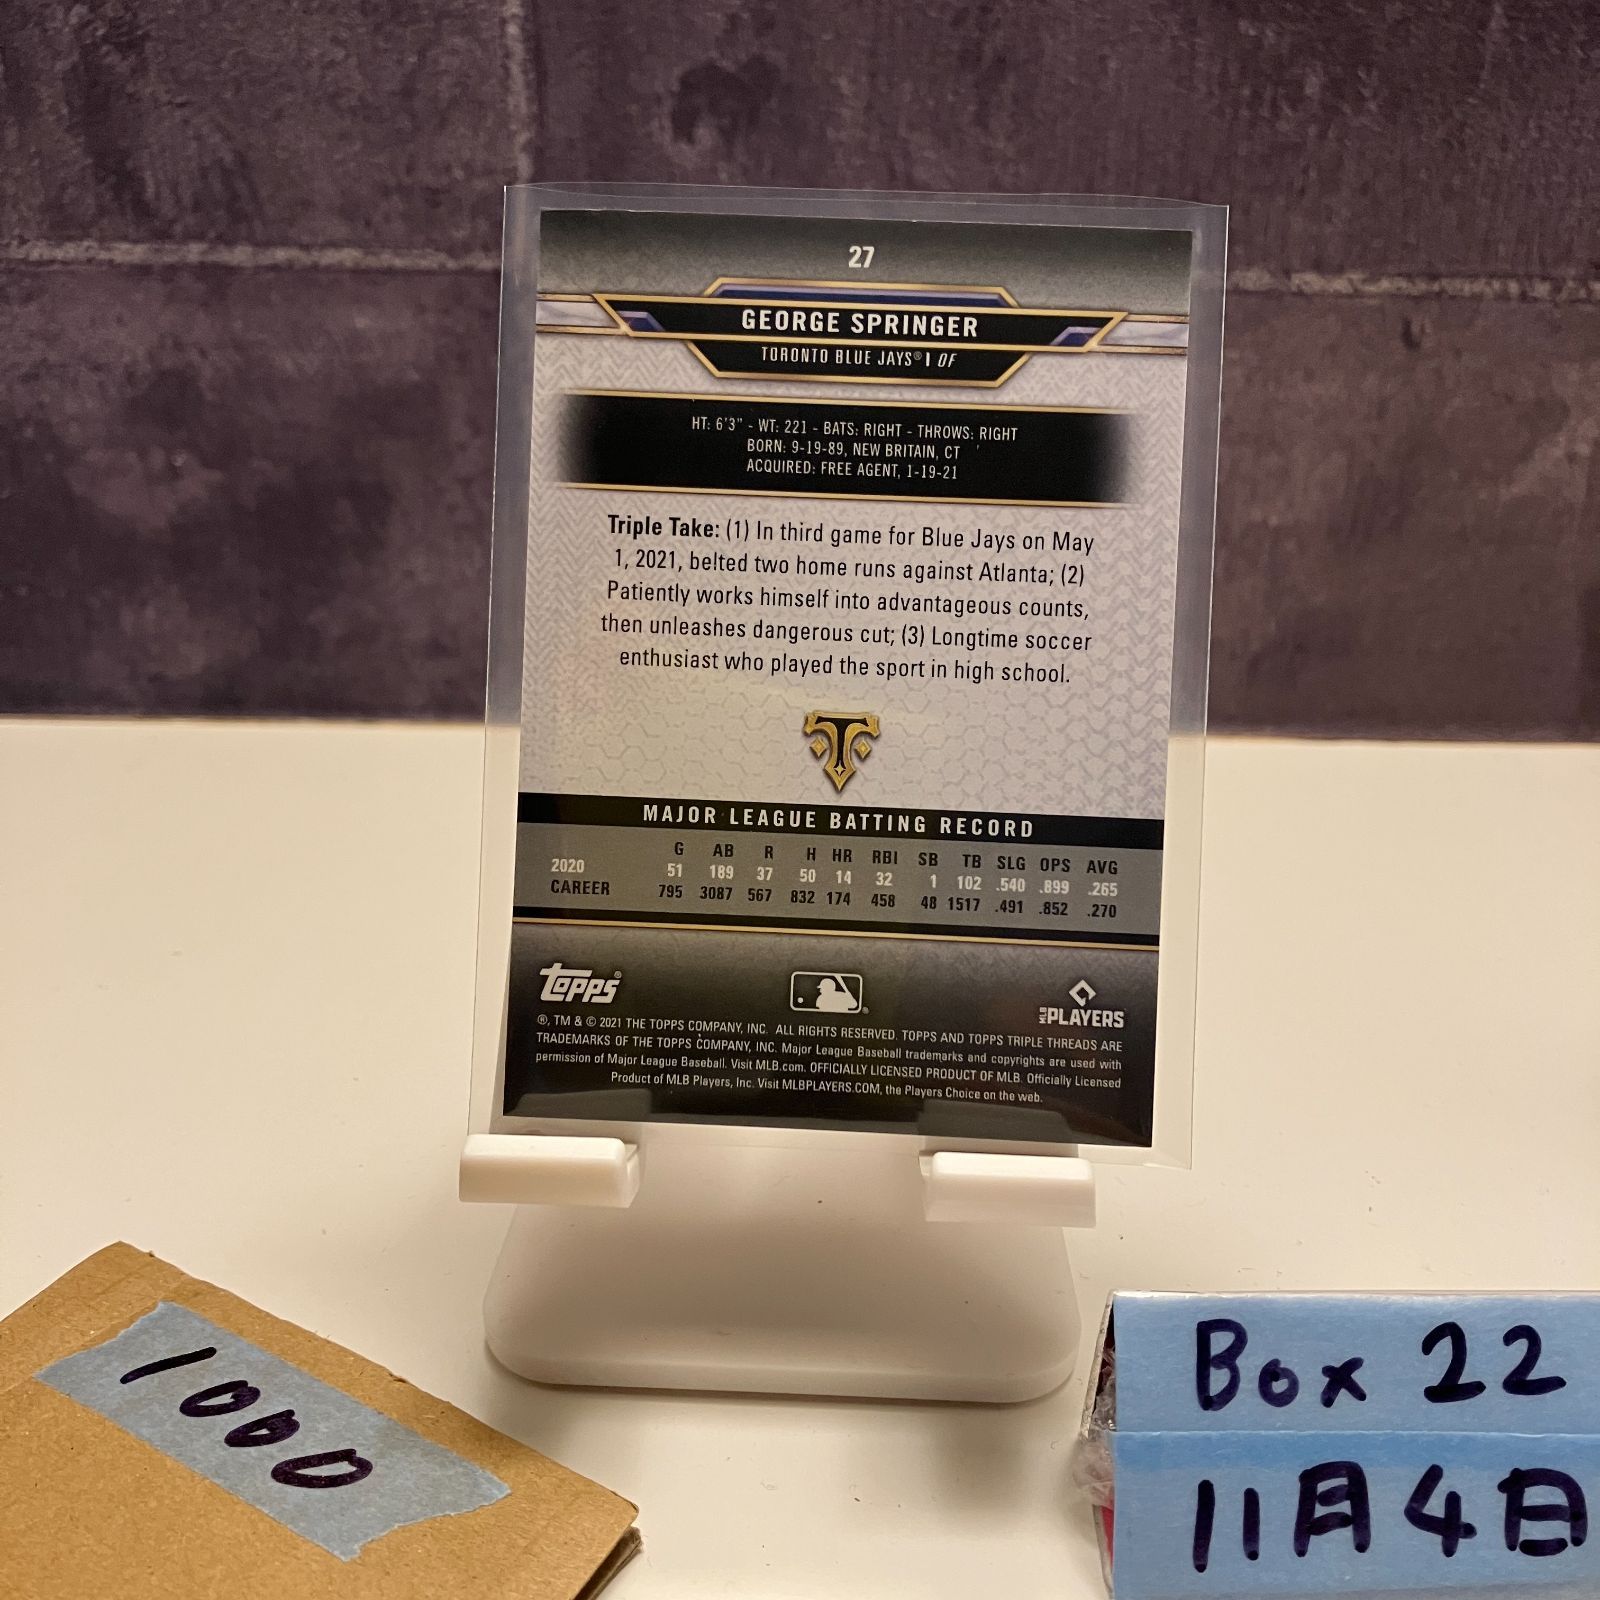 27
GEORGE SPRINGER
TORONTO BLUE JAYS® | OF
HT: 6'3" - WT: 221 - BATS: RIGHT - THROWS: RIGHT
BORN: 9-19-89, NEW BRITAIN, CT
ACQUIRED: FREE AGENT, 1-19-21
Triple Take: (1) In third game for Blue Jays on May
1, 2021, belted two home runs against Atlanta; (2)
Patiently works himself into advantageous counts,
then unleashes dangerous cut; (3) Longtime soccer
enthusiast who played the sport in high school.
T
MAJOR LEAGUE BATTING RECORD
G AB R H HR RBI SB TB SLG OPS AVG
2020 51 189 37 50 14 32 1 102 .540 .899 .265
CAREER 795 3087 567 832 174 458 48 1517 .491 .852 .270
Topps®
MLB PLAYERS
®, TM & © 2021 THE TOPPS COMPANY, INC. ALL RIGHTS RESERVED. TOPPS AND TOPPS TRIPLE THREADS ARE
TRADEMARKS OF THE TOPPS COMPANY, INC. Major League Baseball trademarks and copyrights are used with
permission of Major League Baseball. Visit MLB.com. OFFICIALLY LICENSED PRODUCT OF MLB. Officially Licensed
Product of MLB Players, Inc. Visit MLBPLAYERS.COM, the Players Choice on the web.
1000
Box 22
11月4日